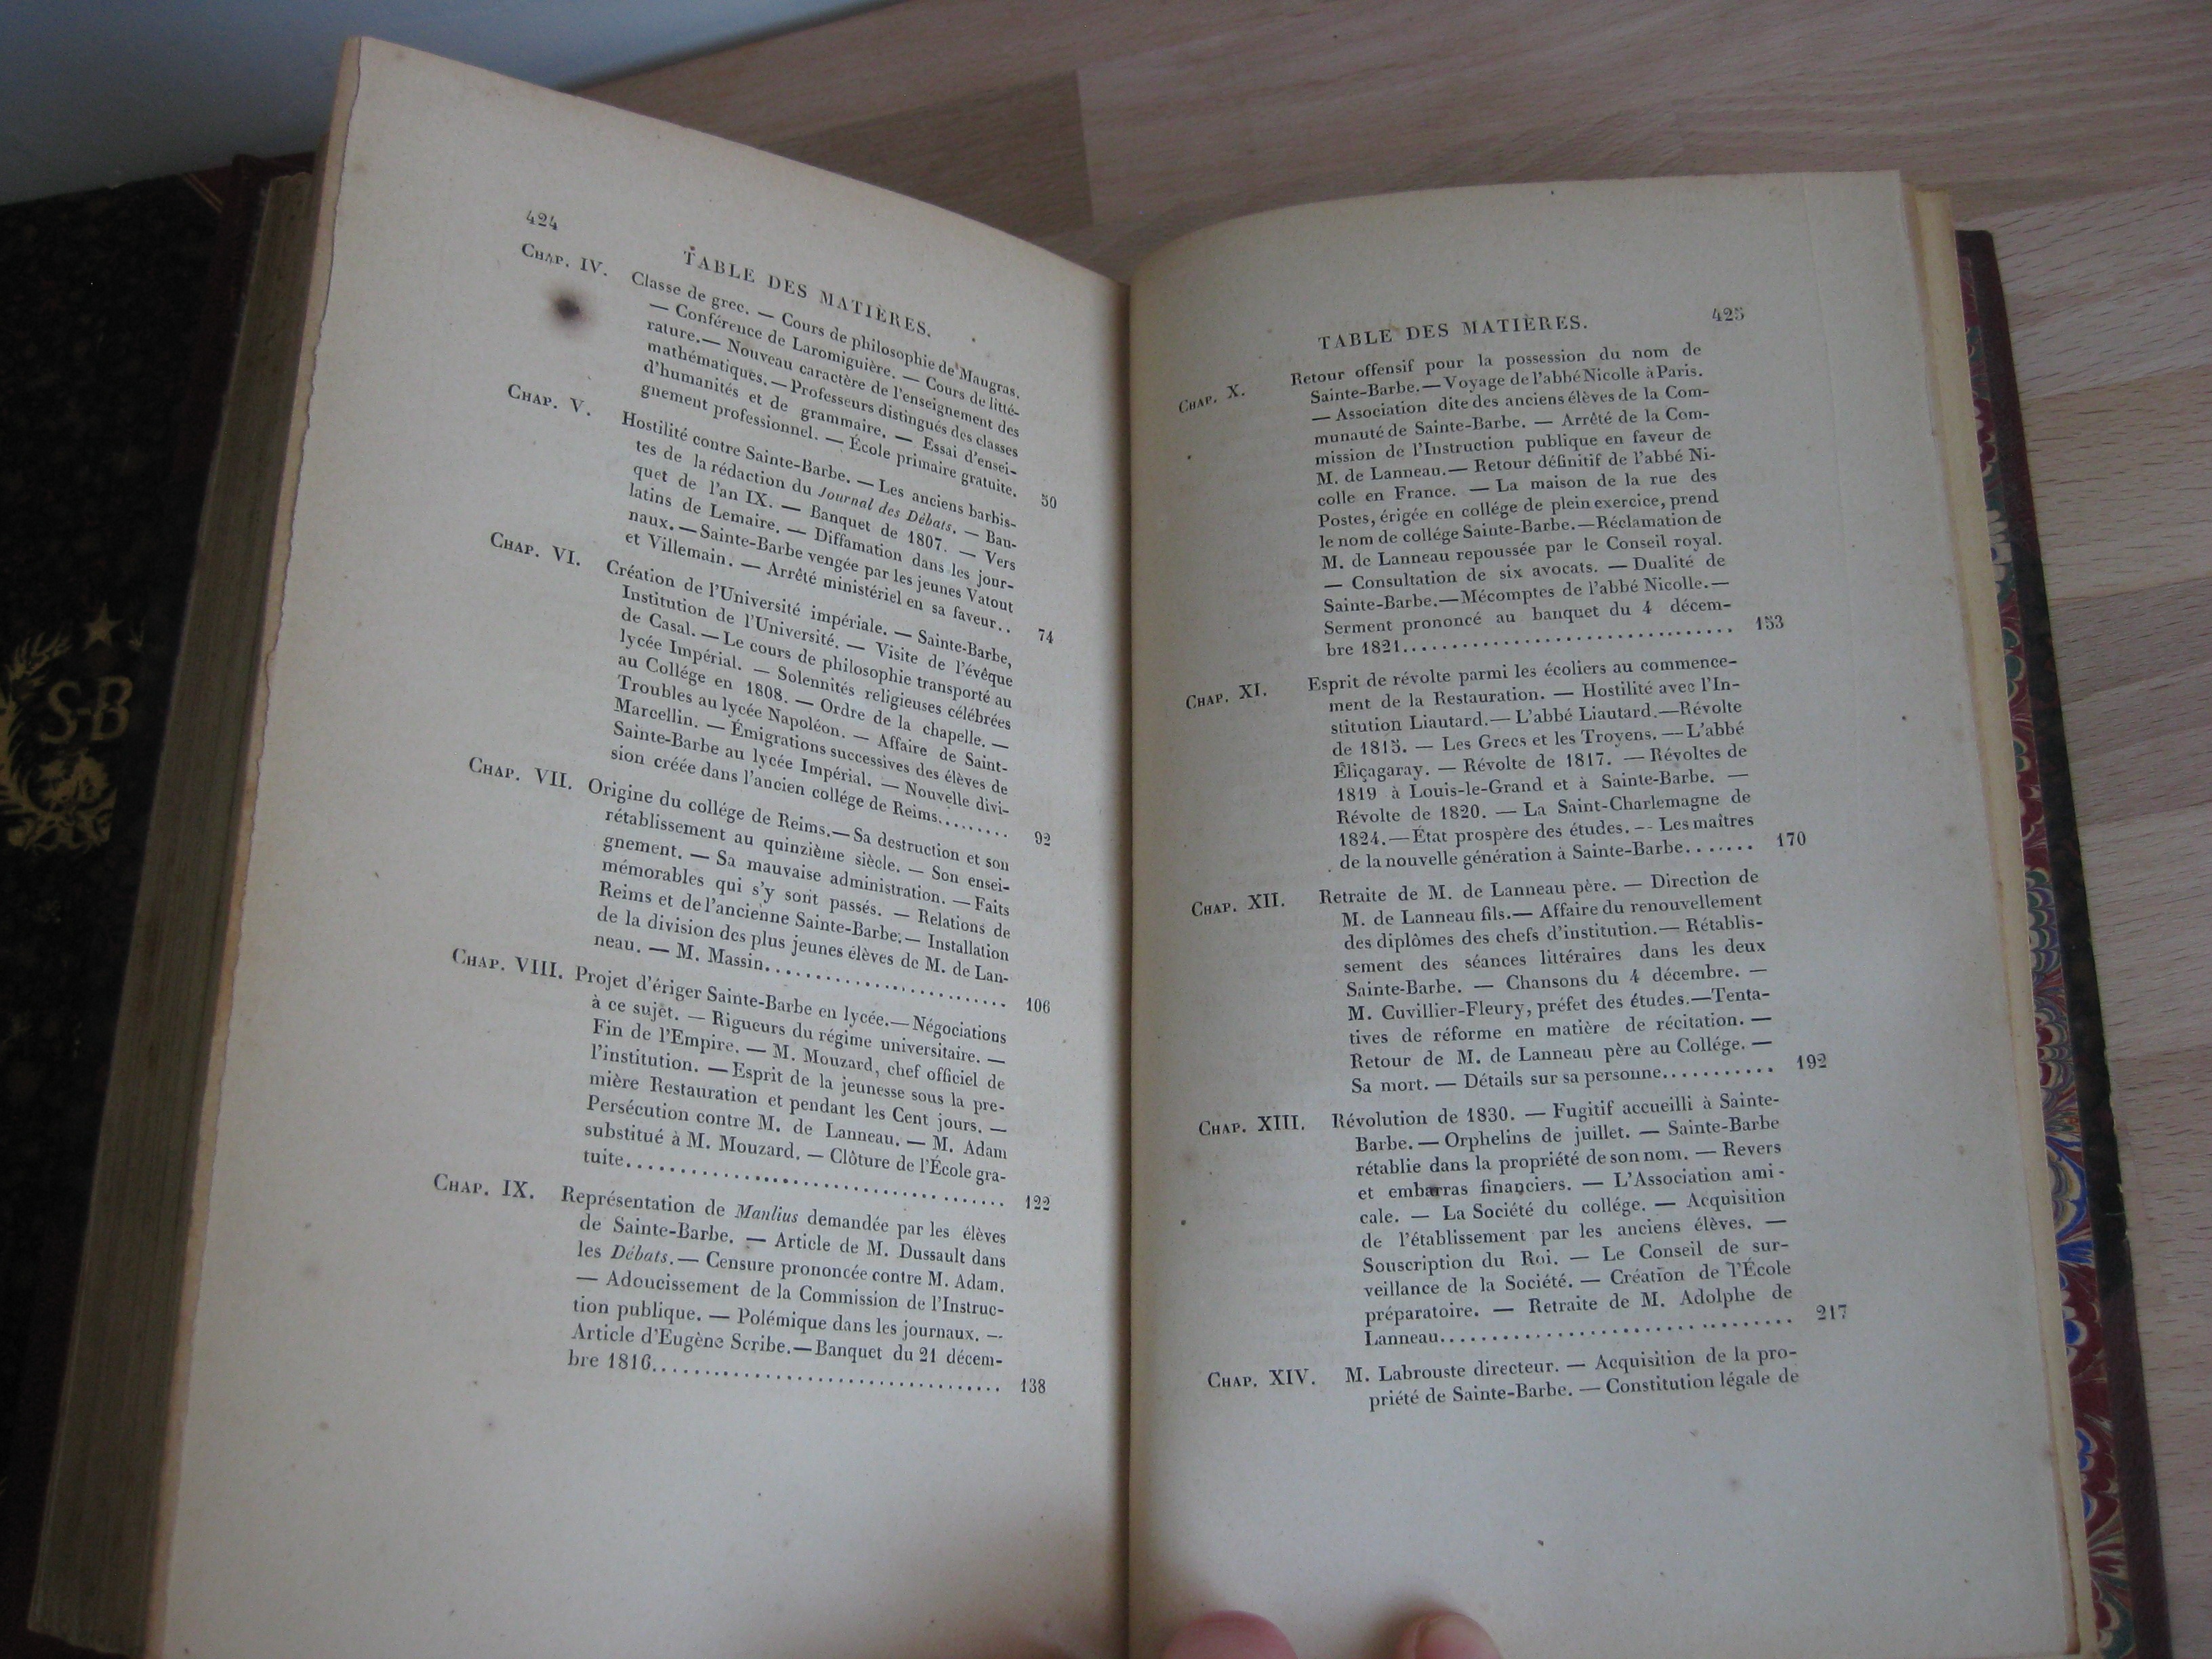 S-B
424
TABLE DES MATIÈRES.
CHAP. IV. Classe de grec. — Cours de philosophie de Maugras.
— Conférence de Laromiguière. — Cours de litté-
rature. — Nouveau caractère de l'enseignement des
mathématiques. — Professeurs distingués des classes
d'humanités et de grammaire. — Essai d'ensei-
gnement professionnel. — École primaire gratuite. 50
CHAP. V. Hostilité contre Sainte-Barbe. — Les anciens barbis-
tes de la rédaction du Journal des Débats. — Ban-
quet de l'an IX. — Banquet de 1807. — Vers
latins de Lemaire. — Diffamation dans les jour-
naux. — Sainte-Barbe vengée par les jeunes Vatout
et Villemain. — Arrêté ministériel en sa faveur.. 74
CHAP. VI. Création de l'Université impériale. — Sainte-Barbe,
Institution de l'Université. — Visite de l'évêque
de Casal. — Le cours de philosophie transporté au
lycée Impérial. — Solennités religieuses célébrées
au Collége en 1808. — Ordre de la chapelle. —
Troubles au lycée Napoléon. — Affaire de Saint-
Marcellin. — Émigrations successives des élèves de
Sainte-Barbe au lycée Impérial. — Nouvelle divi-
sion créée dans l'ancien collége de Reims......... 92
CHAP. VII. Origine du collége de Reims. — Sa destruction et son
rétablissement au quinzième siècle. — Son ensei-
gnement. — Sa mauvaise administration. — Faits
mémorables qui s'y sont passés. — Relations de
Reims et de l'ancienne Sainte-Barbe. — Installation
de la division des plus jeunes élèves de M. de Lan-
neau. — M. Massin.......................... 106
CHAP. VIII. Projet d'ériger Sainte-Barbe en lycée. — Négociations
à ce sujet. — Rigueurs du régime universitaire. —
Fin de l'Empire. — M. Mouzard, chef officiel de
l'institution. — Esprit de la jeunesse sous la pre-
mière Restauration et pendant les Cent jours. —
Persécution contre M. de Lanneau. — M. Adam
substitué à M. Mouzard. — Clôture de l'École gra-
tuite..................................... 122
CHAP. IX. Représentation de Manlius demandée par les élèves
de Sainte-Barbe. — Article de M. Dussault dans
les Débats. — Censure prononcée contre M. Adam.
— Adoucissement de la Commission de l'Instruc-
tion publique. — Polémique dans les journaux. —
Article d'Eugène Scribe. — Banquet du 21 décem-
bre 1816.................................. 138
TABLE DES MATIÈRES. 425
CHAP. X. Retour offensif pour la possession du nom de
Sainte-Barbe. — Voyage de l'abbé Nicolle à Paris.
— Association dite des anciens élèves de la Com-
munauté de Sainte-Barbe. — Arrêté de la Com-
mission de l'Instruction publique en faveur de
M. de Lanneau. — Retour définitif de l'abbé Ni-
colle en France. — La maison de la rue des
Postes, érigée en collége de plein exercice, prend
le nom de collége Sainte-Barbe. — Réclamation de
M. de Lanneau repoussée par le Conseil royal.
— Consultation de six avocats. — Dualité de
Sainte-Barbe. — Mécomptes de l'abbé Nicolle. —
Serment prononcé au banquet du 4 décem-
bre 1821.................................. 153
CHAP. XI. Esprit de révolte parmi les écoliers au commence-
ment de la Restauration. — Hostilité avec l'In-
stitution Liautard. — L'abbé Liautard. — Révolte
de 1815. — Les Grecs et les Troyens. — L'abbé
Éliçagaray. — Révolte de 1817. — Révoltes de
1819 à Louis-le-Grand et à Sainte-Barbe. —
Révolte de 1820. — La Saint-Charlemagne de
1824. — État prospère des études. — Les maîtres
de la nouvelle génération à Sainte-Barbe....... 170
CHAP. XII. Retraite de M. de Lanneau père. — Direction de
M. de Lanneau fils. — Affaire du renouvellement
des diplômes des chefs d'institution. — Rétablis-
sement des séances littéraires dans les deux
Sainte-Barbe. — Chansons du 4 décembre. —
M. Cuvillier-Fleury, préfet des études. — Tenta-
tives de réforme en matière de récitation. —
Retour de M. de Lanneau père au Collége. —
Sa mort. — Détails sur sa personne........... 192
CHAP. XIII. Révolution de 1830. — Fugitif accueilli à Sainte-
Barbe. — Orphelins de juillet. — Sainte-Barbe
rétablie dans la propriété de son nom. — Revers
et embarras financiers. — L'Association ami-
cale. — La Société du collége. — Acquisition
de l'établissement par les anciens élèves. —
Souscription du Roi. — Le Conseil de sur-
veillance de la Société. — Création de l'École
préparatoire. — Retraite de M. Adolphe de
Lanneau.................................. 217
CHAP. XIV. M. Labrouste directeur. — Acquisition de la pro-
priété de Sainte-Barbe. — Constitution légale de